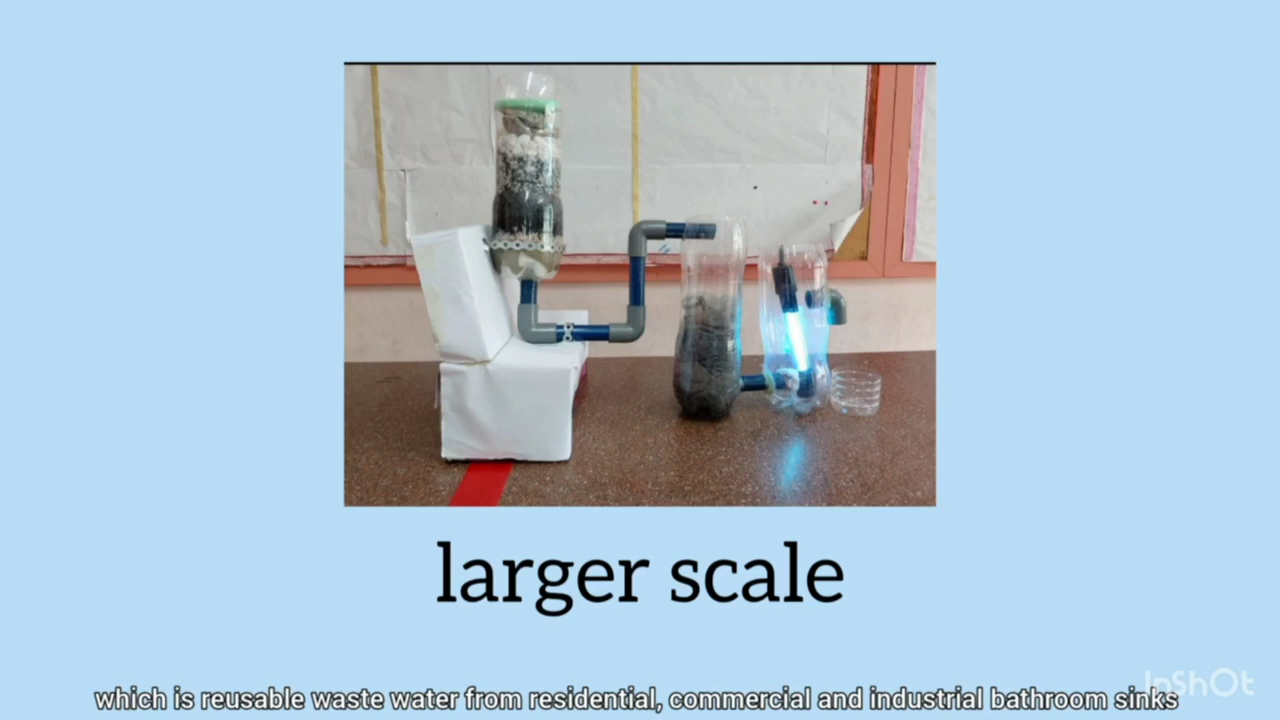 larger scale
which is reusable waste water from residential, commercial and industrial bathroom sinks
InShOt